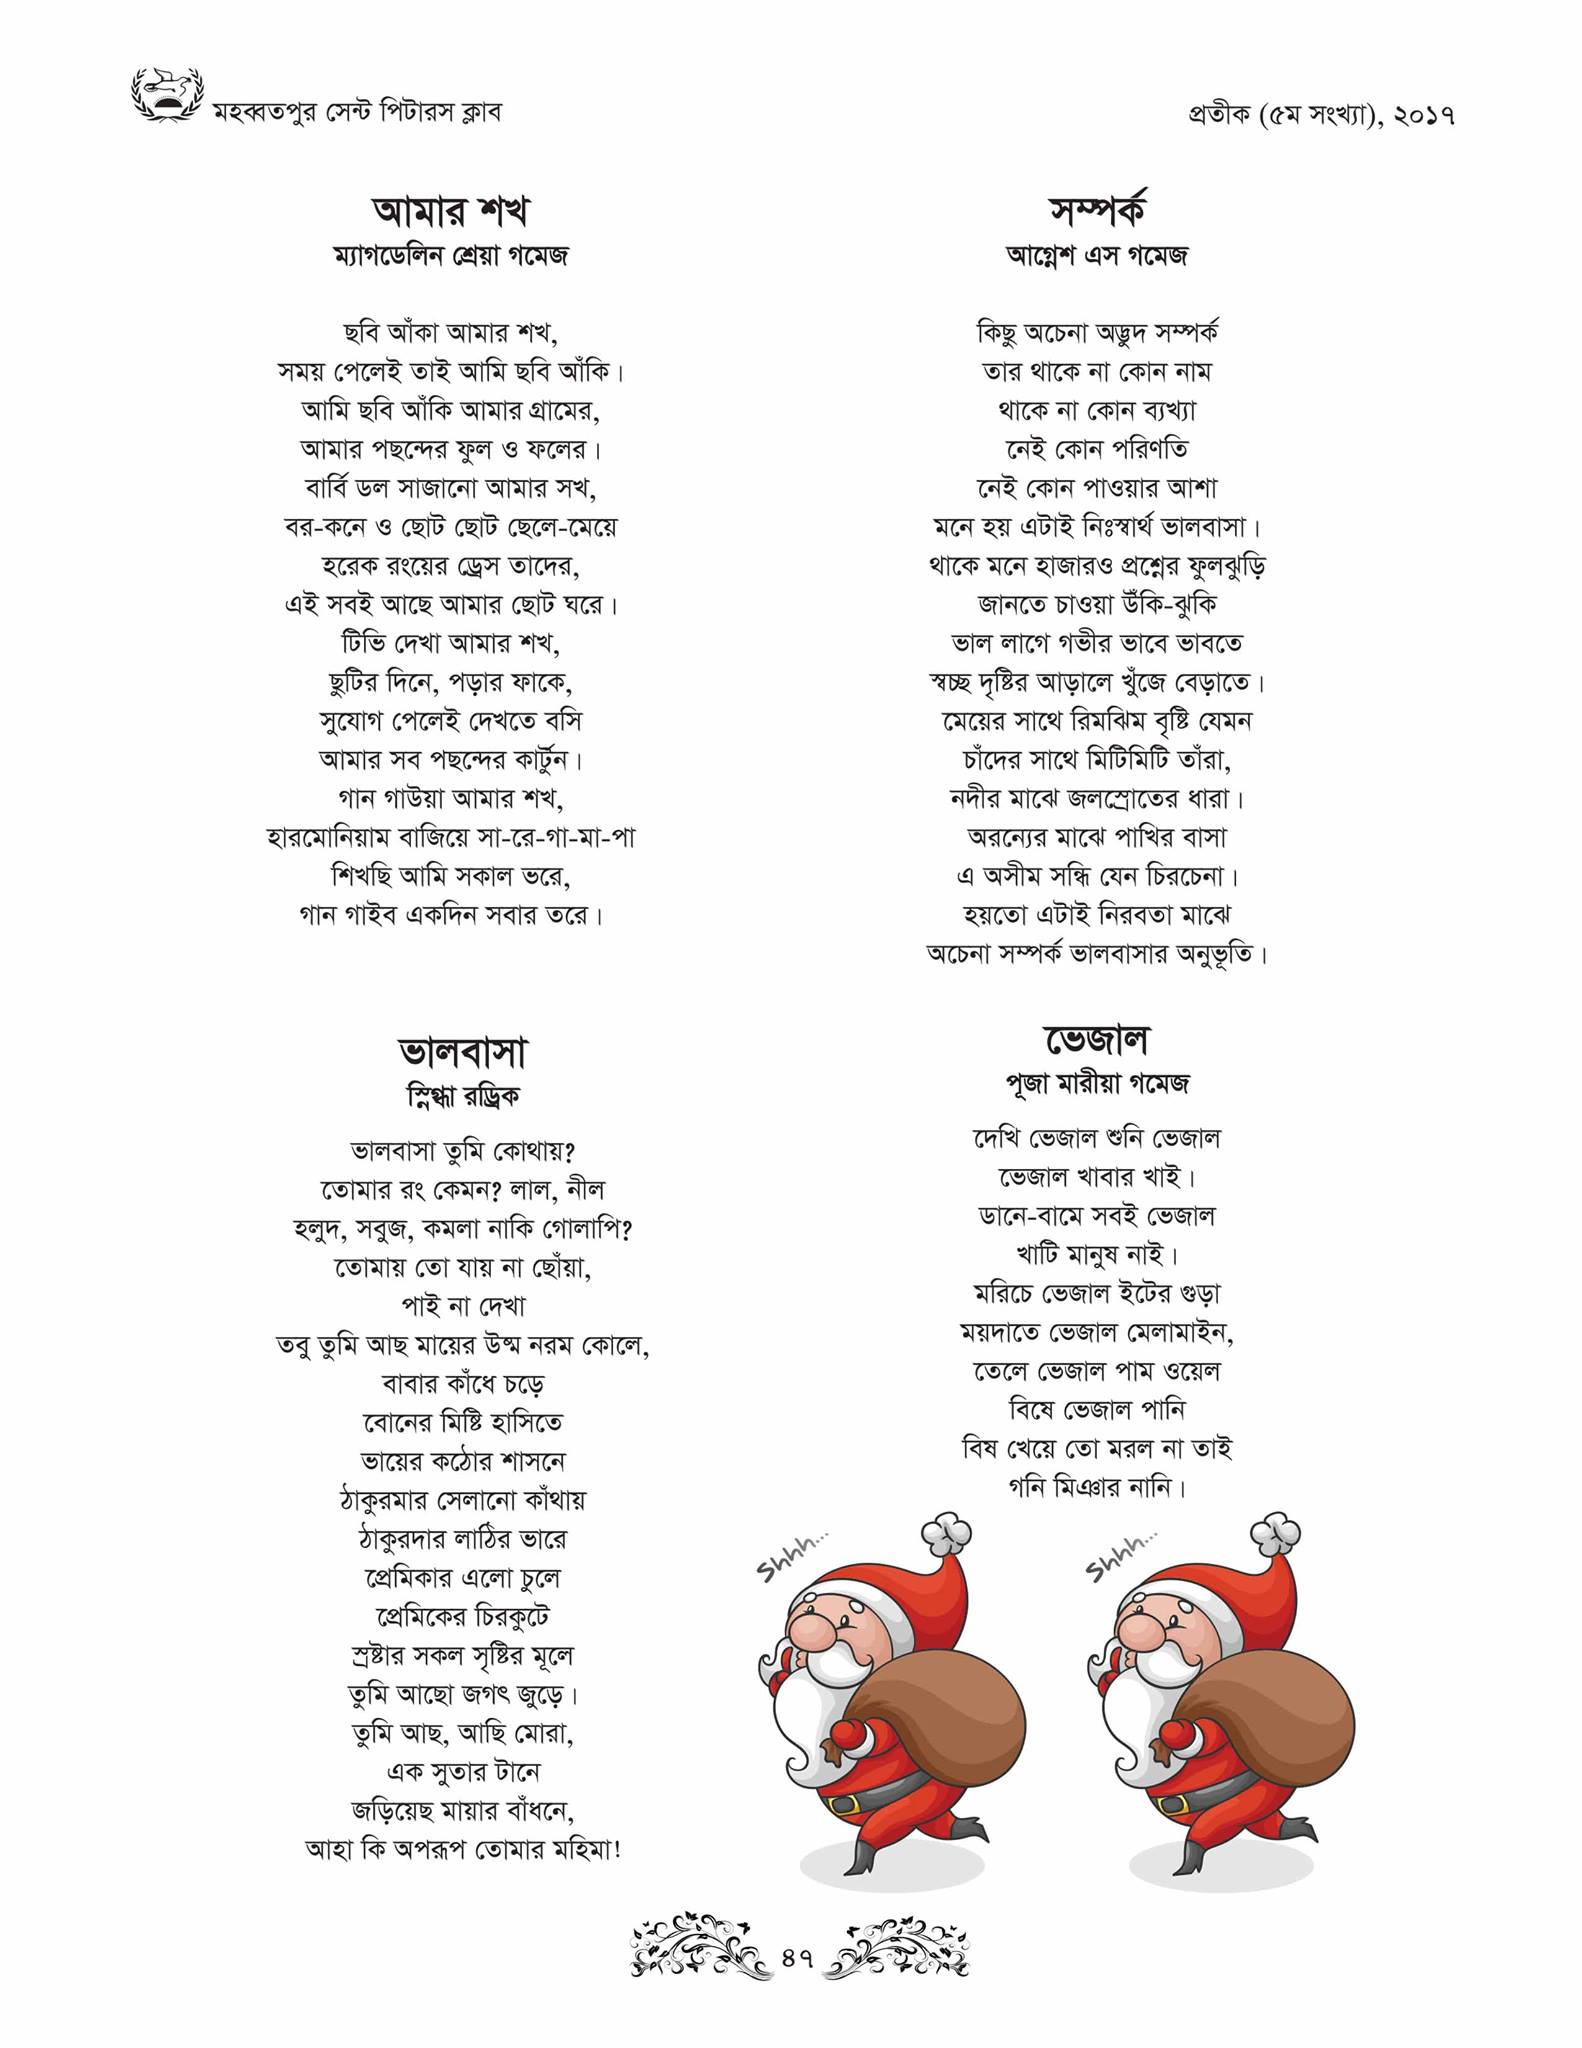 মহব্বতপুর সেন্ট পিটারস ক্লাব
প্রতীক (৫ম সংখ্যা), ২০১৭
আমার শখ
ম্যাগডেলিন শ্রেয়া গমেজ
ছবি আঁকা আমার শখ,
সময় পেলেই তাই আমি ছবি আঁকি।
আমি ছবি আঁকি আমার গ্রামের,
আমার পছন্দের ফুল ও ফলের।
বার্বি ডল সাজানো আমার সখ,
বর-কনে ও ছোট ছোট ছেলে-মেয়ে
হরেক রংয়ের ড্রেস তাদের,
এই সবই আছে আমার ছোট ঘরে।
টিভি দেখা আমার শখ,
ছুটির দিনে, পড়ার ফাকে,
সুযোগ পেলেই দেখতে বসি
আমার সব পছন্দের কার্টুন।
গান গাউয়া আমার শখ,
হারমোনিয়াম বাজিয়ে সা-রে-গা-মা-পা
শিখছি আমি সকাল ভরে,
গান গাইব একদিন সবার তরে।
সম্পর্ক
আগ্নেশ এস গমেজ
কিছু অচেনা অদ্ভুদ সম্পর্ক
তার থাকে না কোন নাম
থাকে না কোন ব্যখ্যা
নেই কোন পরিণতি
নেই কোন পাওয়ার আশা
মনে হয় এটাই নিঃস্বার্থ ভালবাসা।
থাকে মনে হাজারও প্রশ্নের ফুলঝুড়ি
জানতে চাওয়া উঁকি-ঝুকি
ভাল লাগে গভীর ভাবে ভাবতে
স্বচ্ছ দৃষ্টির আড়ালে খুঁজে বেড়াতে।
মেয়ের সাথে রিমঝিম বৃষ্টি যেমন
চাঁদের সাথে মিটিমিটি তাঁরা,
নদীর মাঝে জলস্রোতের ধারা।
অরন্যের মাঝে পাখির বাসা
এ অসীম সন্ধি যেন চিরচেনা।
হয়তো এটাই নিরবতা মাঝে
অচেনা সম্পর্ক ভালবাসার অনুভূতি।
ভালবাসা
স্নিগ্ধা রড্রিক
ভালবাসা তুমি কোথায়?
তোমার রং কেমন? লাল, নীল
হলুদ, সবুজ, কমলা নাকি গোলাপি?
তোমায় তো যায় না ছোঁয়া,
পাই না দেখা
তবু তুমি আছ মায়ের উষ্ম নরম কোলে,
বাবার কাঁধে চড়ে
বোনের মিষ্টি হাসিতে
ভায়ের কঠোর শাসনে
ঠাকুরমার সেলানো কাঁথায়
ঠাকুরদার লাঠির ভারে
প্রেমিকার এলো চুলে
প্রেমিকের চিরকুটে
স্রষ্টার সকল সৃষ্টির মূলে
তুমি আছো জগৎ জুড়ে।
তুমি আছ, আছি মোরা,
এক সুতার টানে
জড়িয়েছ মায়ার বাঁধনে,
আহা কি অপরূপ তোমার মহিমা!
ভেজাল
পূজা মারীয়া গমেজ
দেখি ভেজাল শুনি ভেজাল
ভেজাল খাবার খাই।
ডানে-বামে সবই ভেজাল
খাটি মানুষ নাই।
মরিচে ভেজাল ইটের গুড়া
ময়দাতে ভেজাল মেলামাইন,
তেলে ভেজাল পাম ওয়েল
বিষে ভেজাল পানি
বিষ খেয়ে তো মরল না তাই
গনি মিঞার নানি।
Shhh...
Shhh...
৪৭